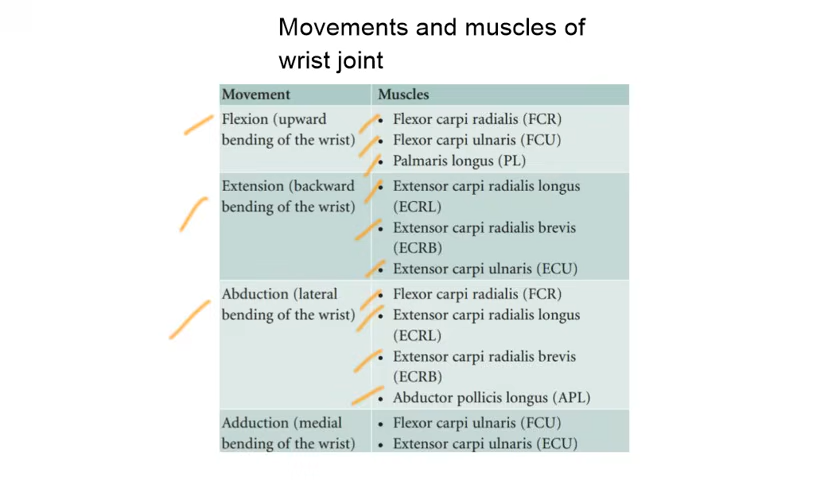 Movements and muscles of
wrist joint
Movement Muscles
Flexion (upward
bending of the wrist)
• Flexor carpi radialis (FCR)
• Flexor carpi ulnaris (FCU)
• Palmaris longus (PL)
Extension (backward
bending of the wrist)
• Extensor carpi radialis longus
(ECRL)
• Extensor carpi radialis brevis
(ECRB)
• Extensor carpi ulnaris (ECU)
Abduction (lateral
bending of the wrist)
• Flexor carpi radialis (FCR)
• Extensor carpi radialis longus
(ECRL)
• Extensor carpi radialis brevis
(ECRB)
• Abductor pollicis longus (APL)
Adduction (medial
bending of the wrist)
• Flexor carpi ulnaris (FCU)
• Extensor carpi ulnaris (ECU)